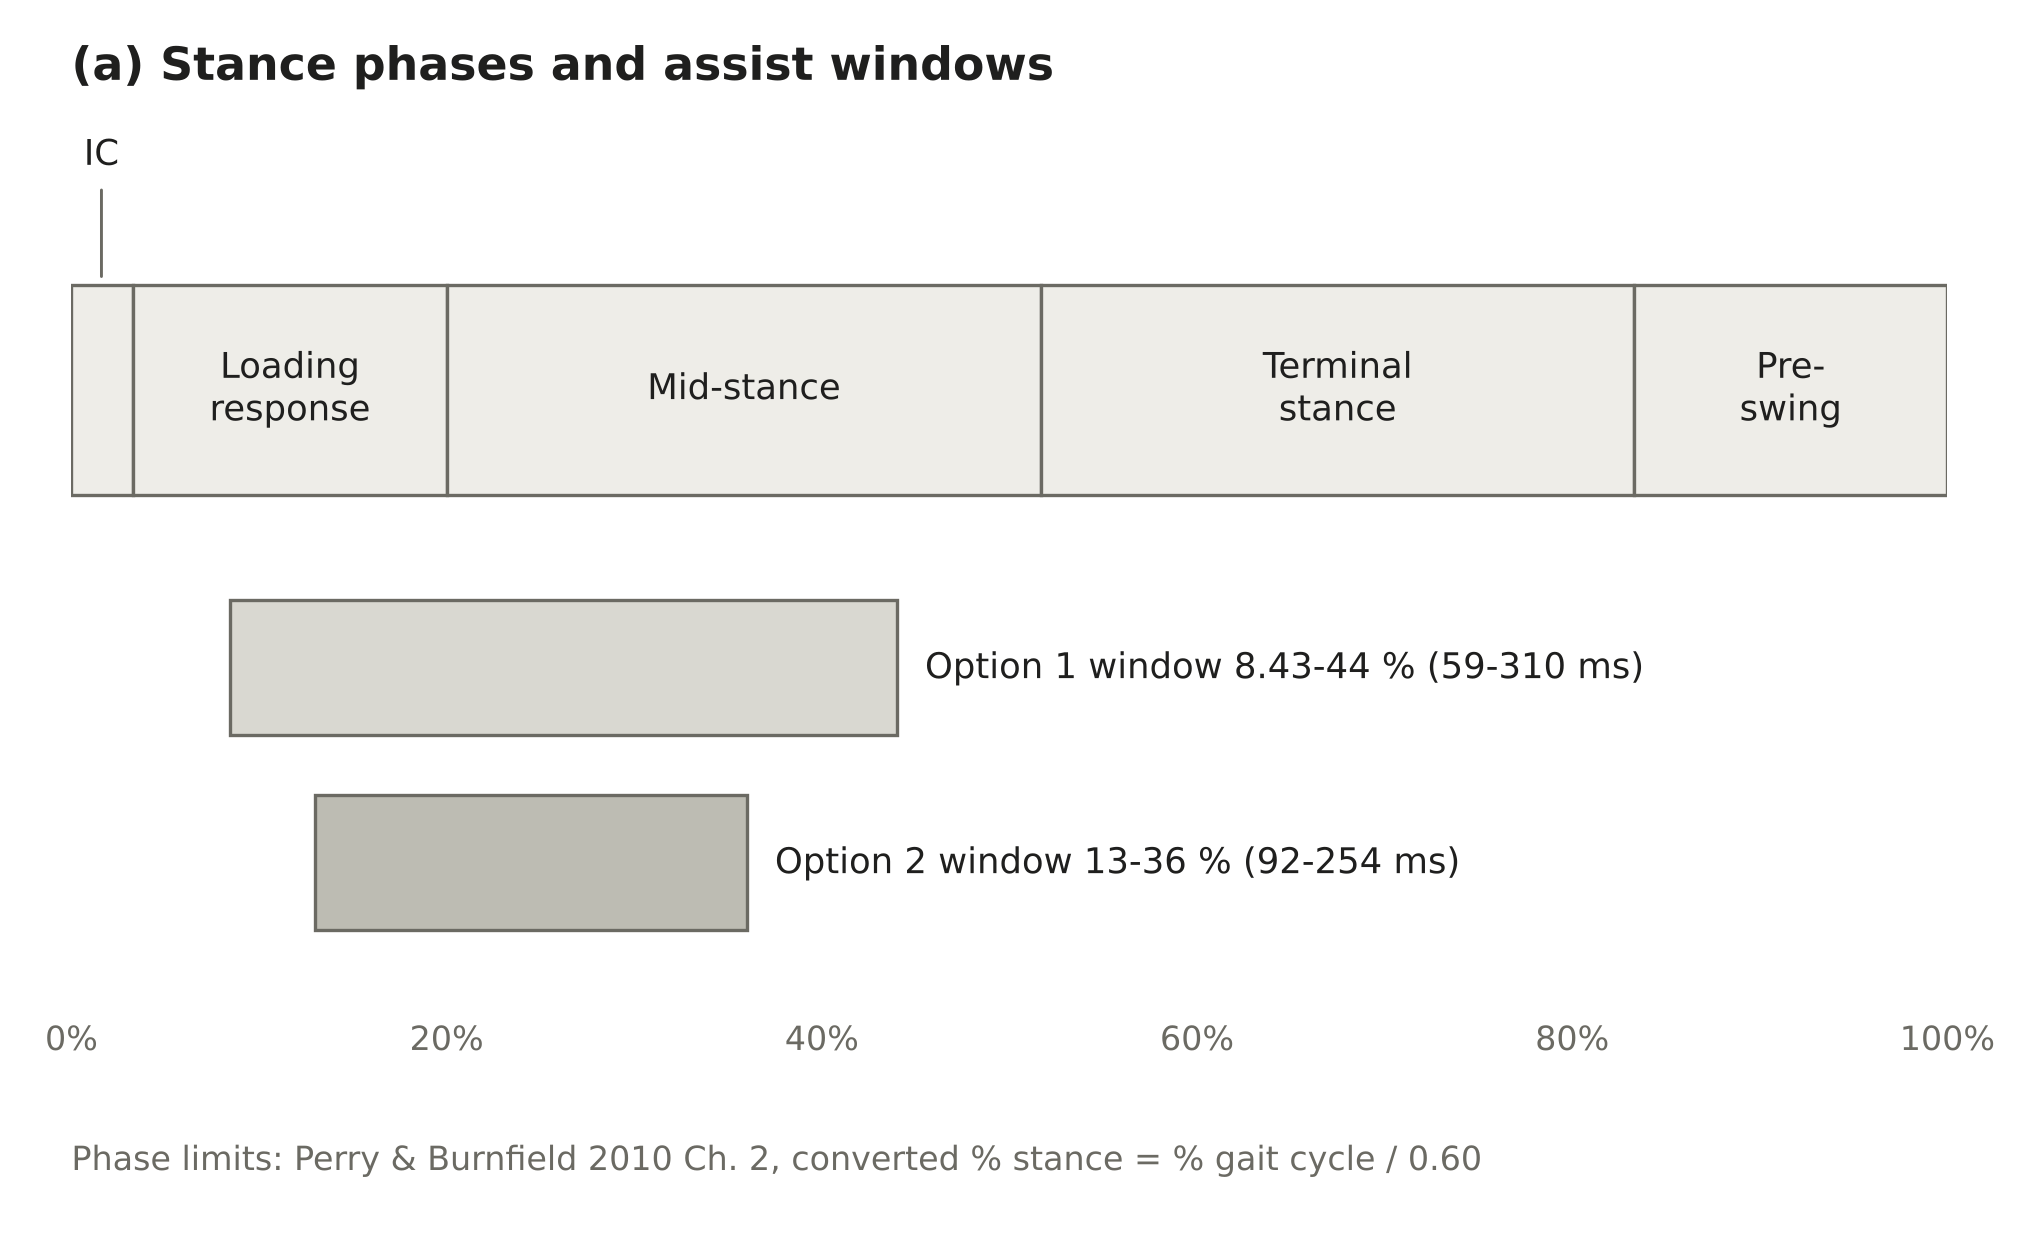 (a) Stance phases and assist windows
IC
Loading
response
Mid-stance
Terminal
stance
Pre-
swing
Option 1 window 8.43-44 % (59-310 ms)
Option 2 window 13-36 % (92-254 ms)
0% 20% 40% 60% 80% 100%
Phase limits: Perry & Burnfield 2010 Ch. 2, converted % stance = % gait cycle / 0.60